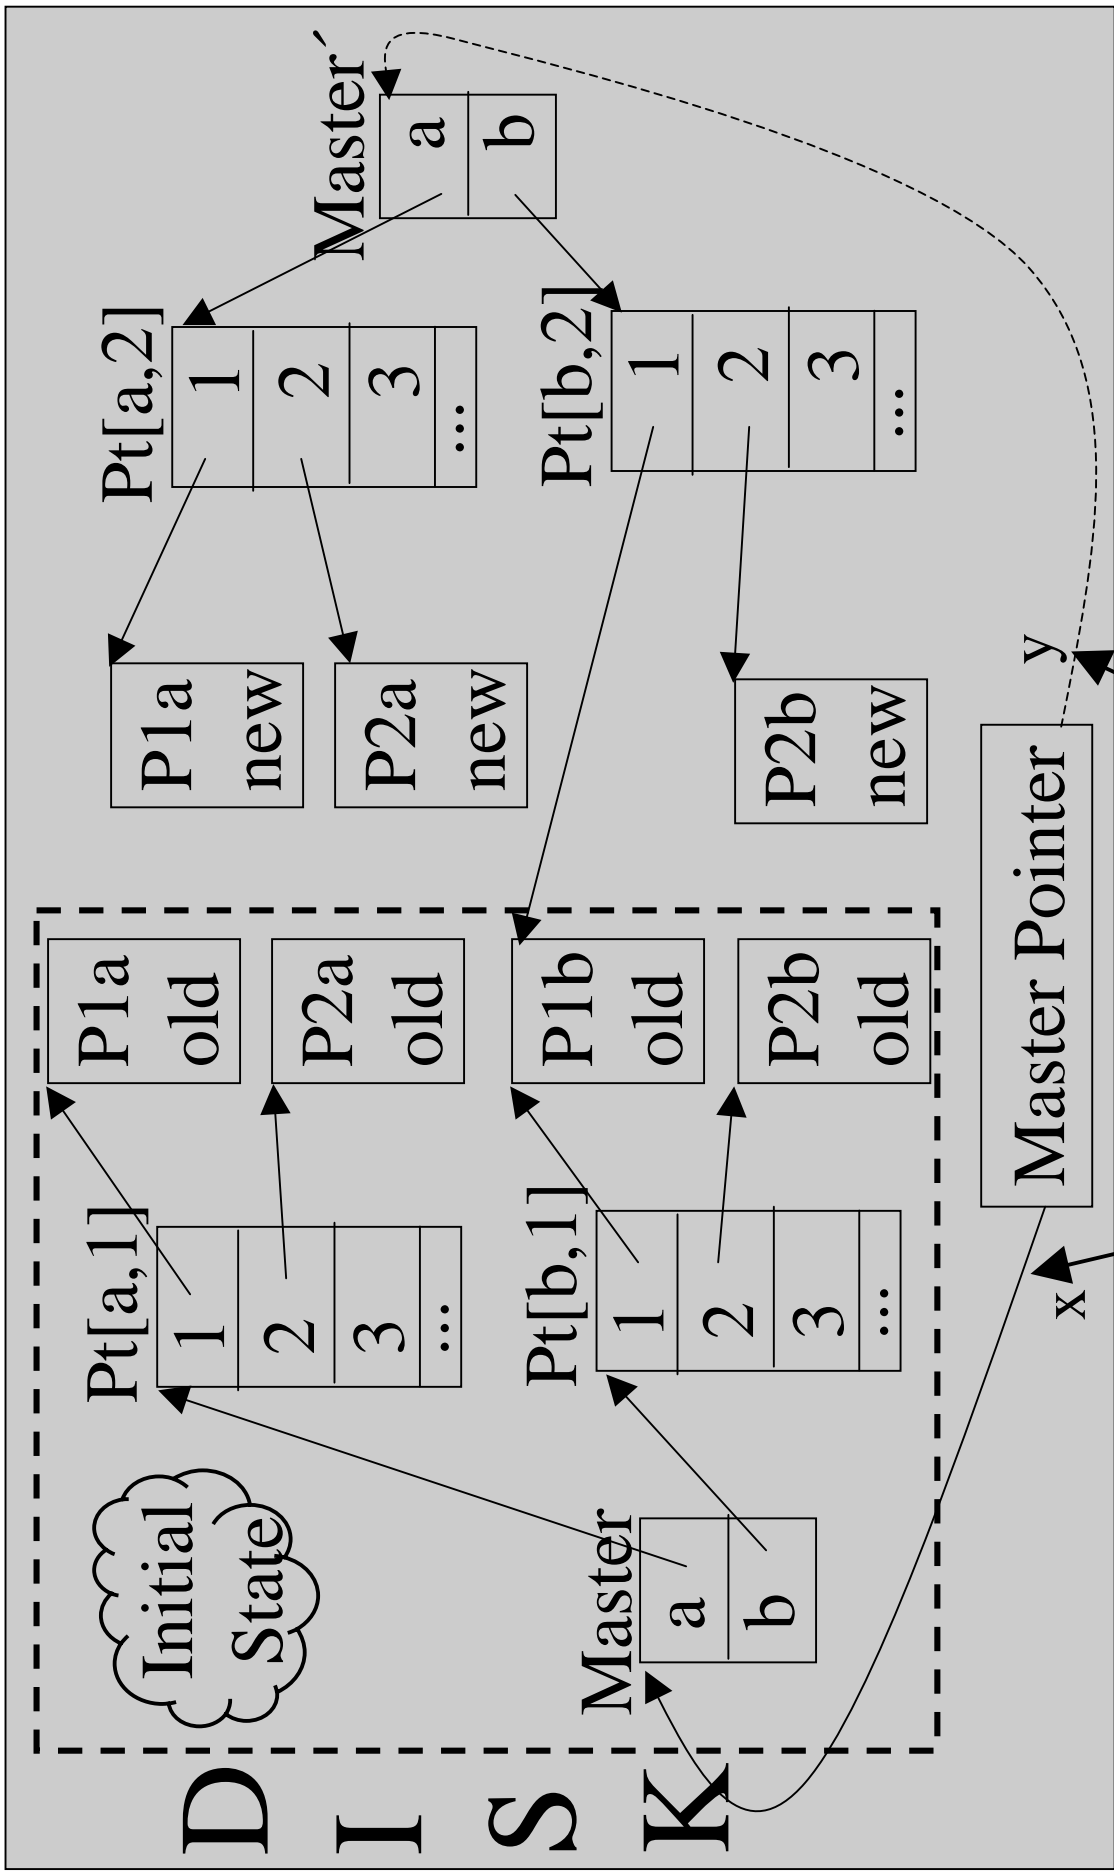 D
I
S
K
Initial
State
Master
a
b
Pt[a,1]
1
2
3
...
Pt[b,1]
1
2
3
...
P1a
old
P2a
old
P1b
old
P2b
old
P1a
new
P2a
new
P2b
new
Pt[a,2]
1
2
3
...
Pt[b,2]
1
2
3
...
Master´
a
b
x
Master Pointer
y